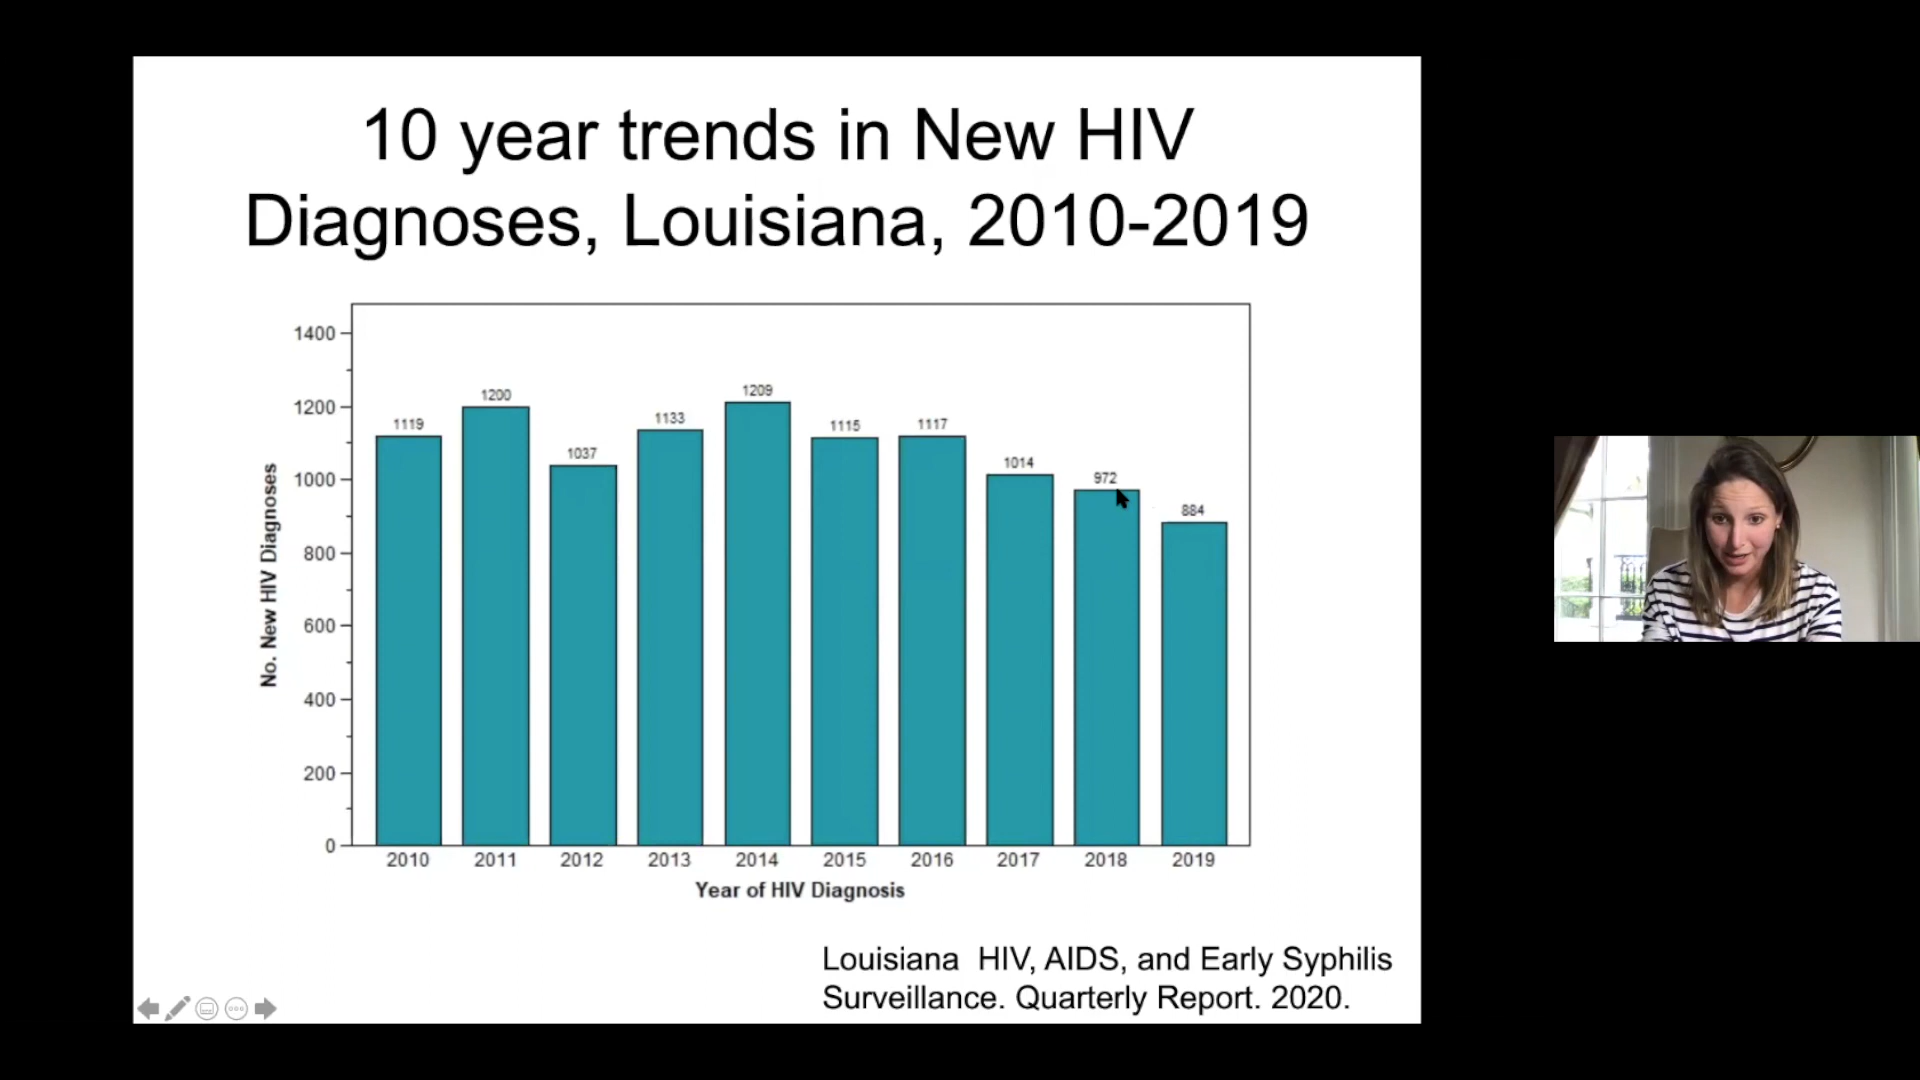 10 year trends in New HIV
Diagnoses, Louisiana, 2010-2019
1400
1200
1000
800
600
400
200
0
No. New HIV Diagnoses
1119
1200
1037
1133
1209
1115
1117
1014
972
884
2010 2011 2012 2013 2014 2015 2016 2017 2018 2019
Year of HIV Diagnosis
Louisiana HIV, AIDS, and Early Syphilis
Surveillance. Quarterly Report. 2020.